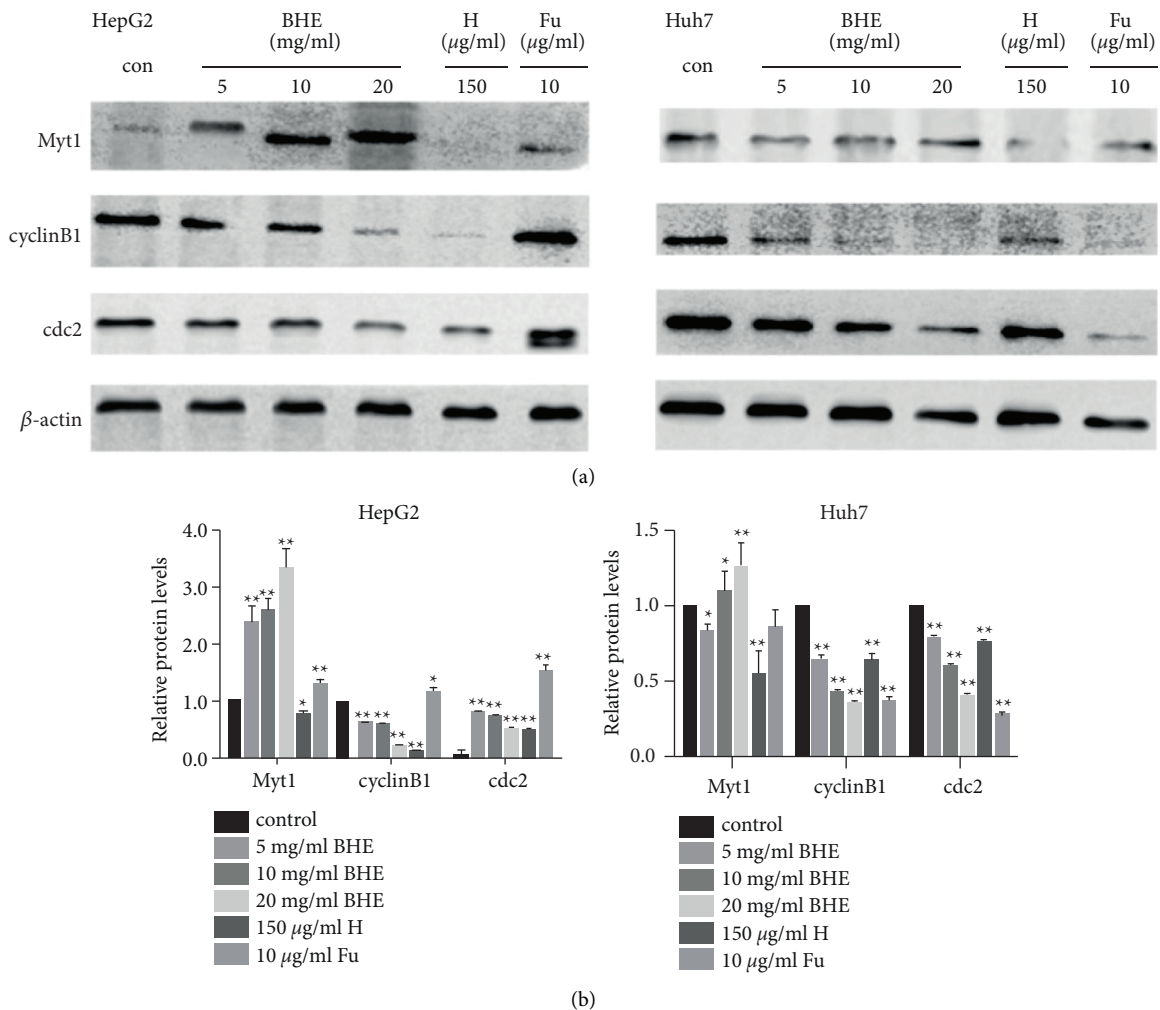 HepG2 BHE H Fu
(mg/ml) (μg/ml) (μg/ml)
con
5 10 20 150 10
Myt1
cyclinB1
cdc2
β-actin
Huh7 BHE H Fu
(mg/ml) (μg/ml) (μg/ml)
con
5 10 20 150 10
(a)
HepG2
Relative protein levels
4.0
3.0
2.0
1.0
0.0
** ** ** * **
** ** ** ** *
** ** ** ** **
Myt1 cyclinB1 cdc2
control
5 mg/ml BHE
10 mg/ml BHE
20 mg/ml BHE
150 μg/ml H
10 μg/ml Fu
Huh7
Relative protein levels
1.5
1.0
0.5
0.0
* * ** **
** ** ** ** **
** ** ** ** **
Myt1 cyclinB1 cdc2
control
5 mg/ml BHE
10 mg/ml BHE
20 mg/ml BHE
150 μg/ml H
10 μg/ml Fu
(b)